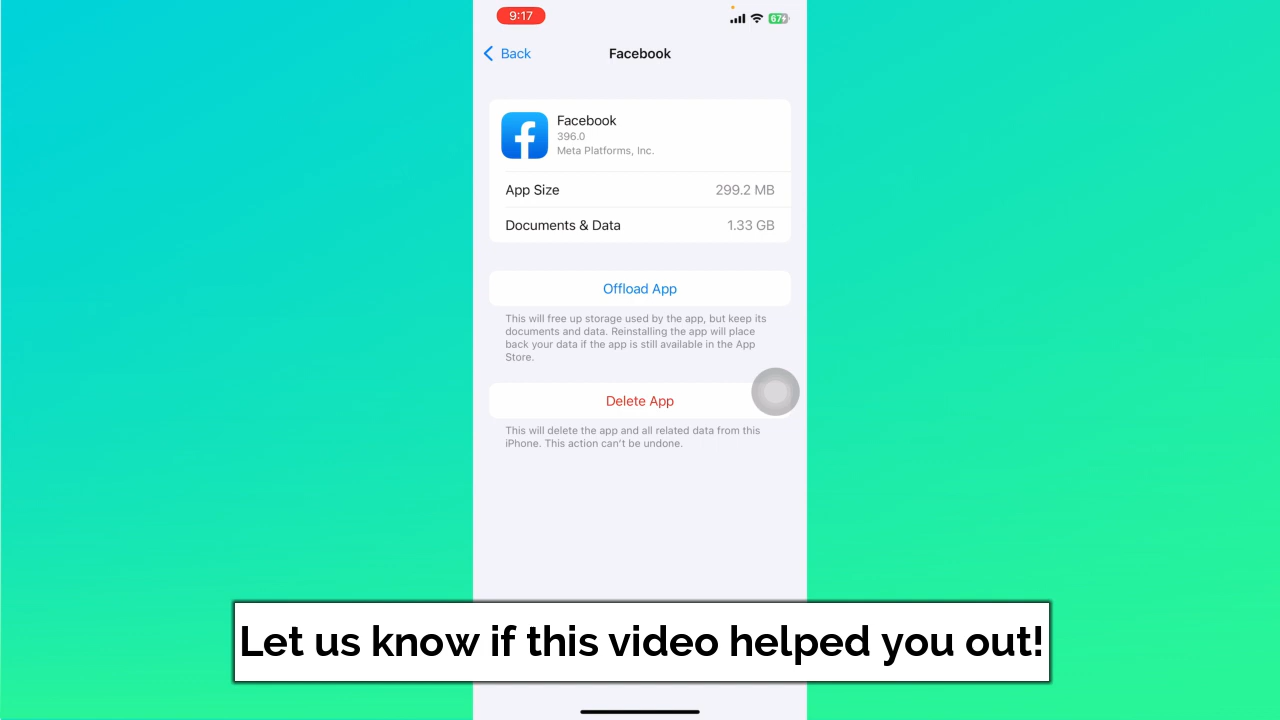 9:17
67
Back
Facebook
Facebook
396.0
Meta Platforms, Inc.
App Size 299.2 MB
Documents & Data 1.33 GB
Offload App
This will free up storage used by the app, but keep its
documents and data. Reinstalling the app will place
back your data if the app is still available in the App
Store.
Delete App
This will delete the app and all related data from this
iPhone. This action can't be undone.
Let us know if this video helped you out!